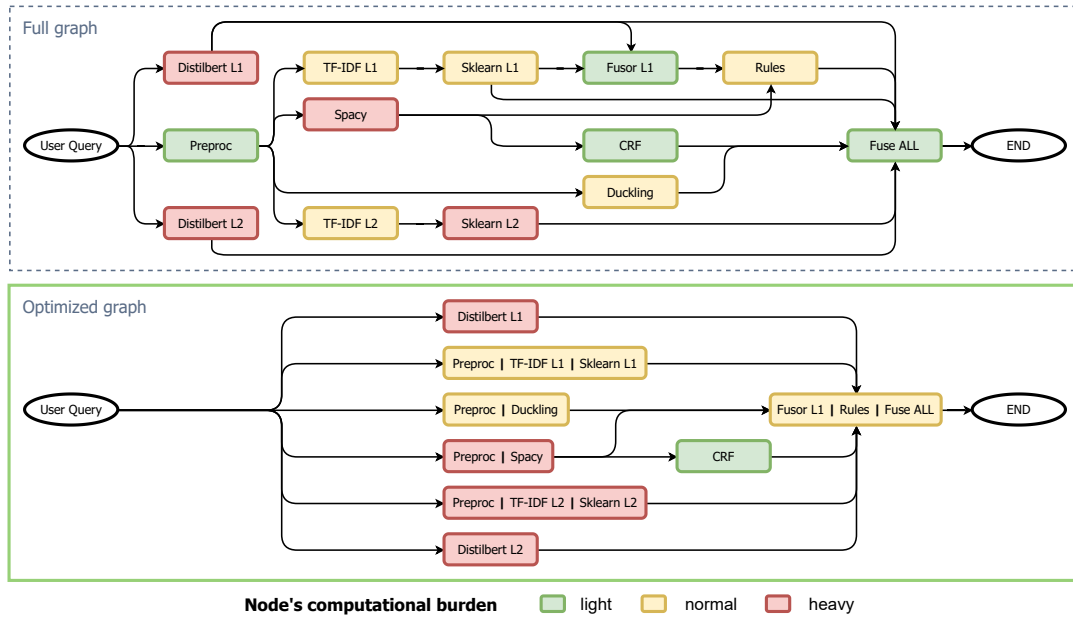 Full graph
Distilbert L1
TF-IDF L1
Sklearn L1
Fusor L1
Rules
Spacy
User Query
Preproc
CRF
Fuse ALL
END
Duckling
Distilbert L2
TF-IDF L2
Sklearn L2
Optimized graph
Distilbert L1
Preproc | TF-IDF L1 | Sklearn L1
User Query
Preproc | Duckling
Fusor L1 | Rules | Fuse ALL
END
Preproc | Spacy
CRF
Preproc | TF-IDF L2 | Sklearn L2
Distilbert L2
Node's computational burden
light
normal
heavy